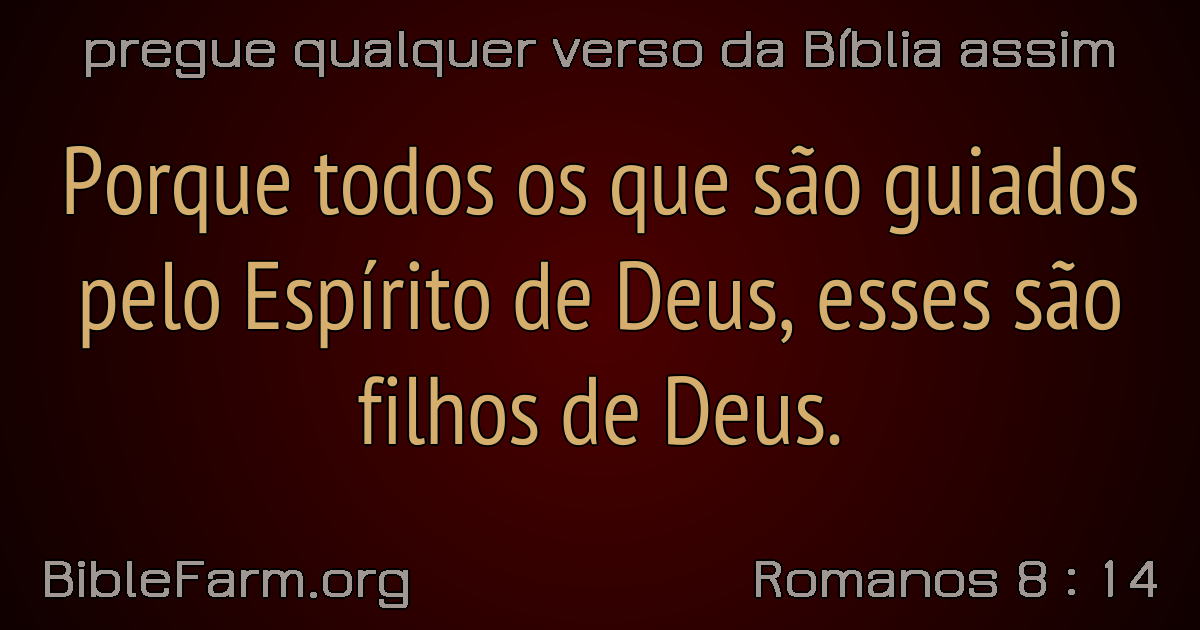 pregue qualquer verso da Bíblia assim
Porque todos os que são guiados
pelo Espírito de Deus, esses são
filhos de Deus.
BibleFarm.org
Romanos 8 : 14